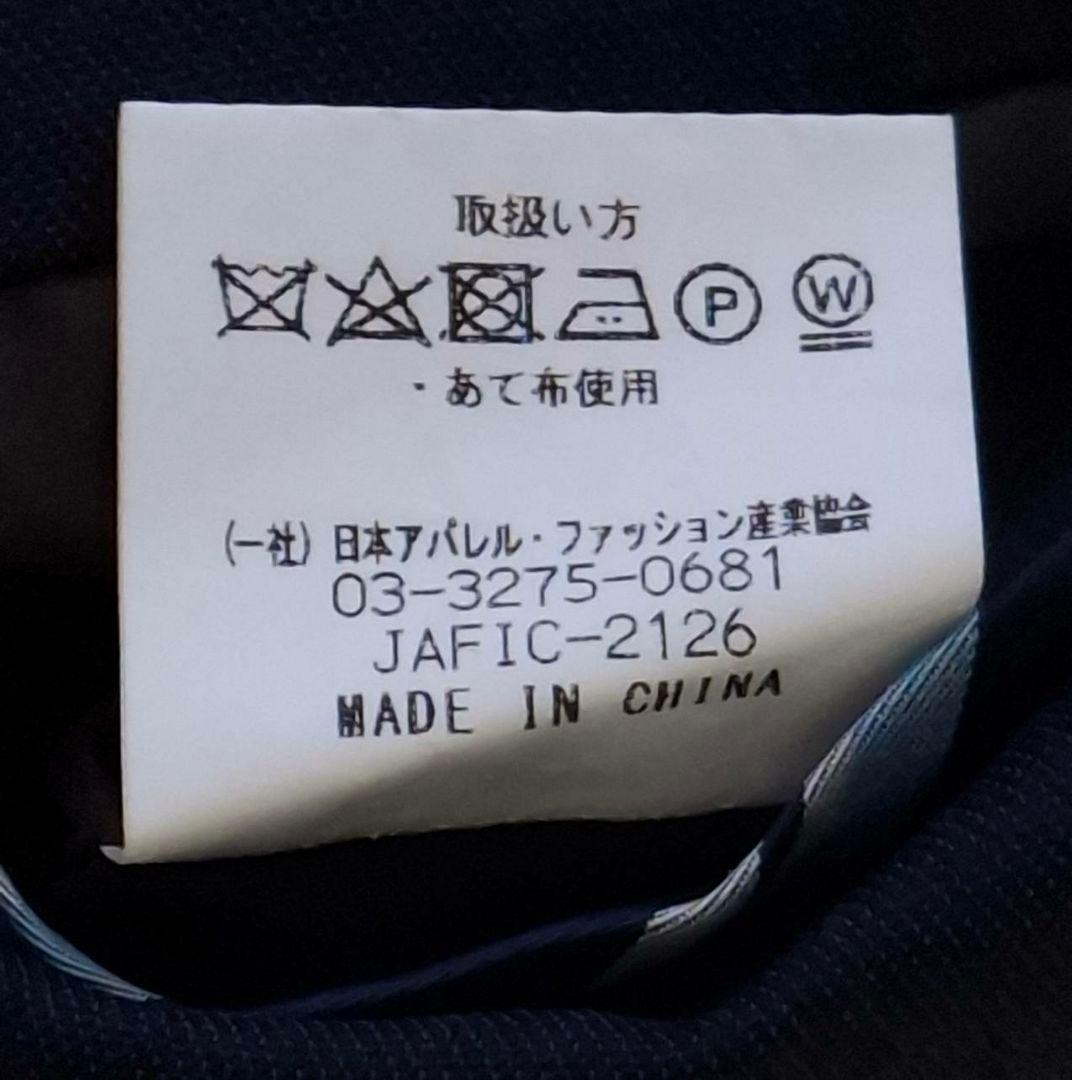 取扱い方
P W
・あて布使用
(一社)日本アパレル・ファッション産業協会
03-3275-0681
JAFIC-2126
MADE IN CHINA